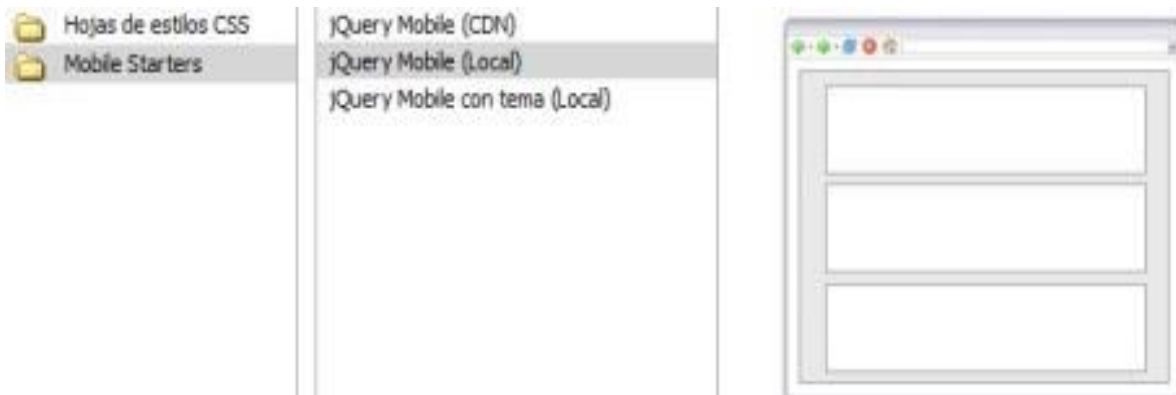 Hojas de estilos CSS
Mobile Starters
jQuery Mobile (CDN)
jQuery Mobile (Local)
jQuery Mobile con tema (Local)